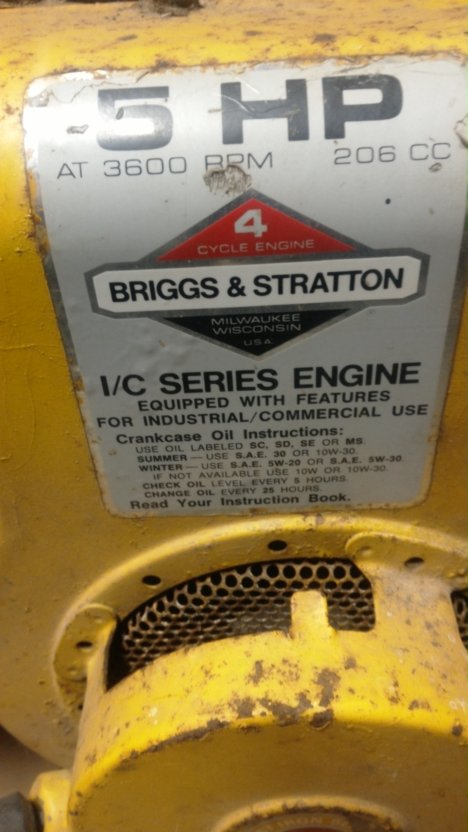 5 HP
AT 3600 RPM 206 CC
4
CYCLE ENGINE
BRIGGS & STRATTON
MILWAUKEE
WISCONSIN
U.S.A.
I/C SERIES ENGINE
EQUIPPED WITH FEATURES
FOR INDUSTRIAL/COMMERCIAL USE
Crankcase Oil Instructions:
USE OIL LABELED SC, SD, SE OR MS.
SUMMER — USE S.A.E. 30 OR 10W-30.
WINTER — USE S.A.E. 5W-20 OR S.A.E. 5W-30.
IF NOT AVAILABLE USE 10W OR 10W-30.
CHECK OIL LEVEL EVERY 5 HOURS.
CHANGE OIL EVERY 25 HOURS.
Read Your Instruction Book.